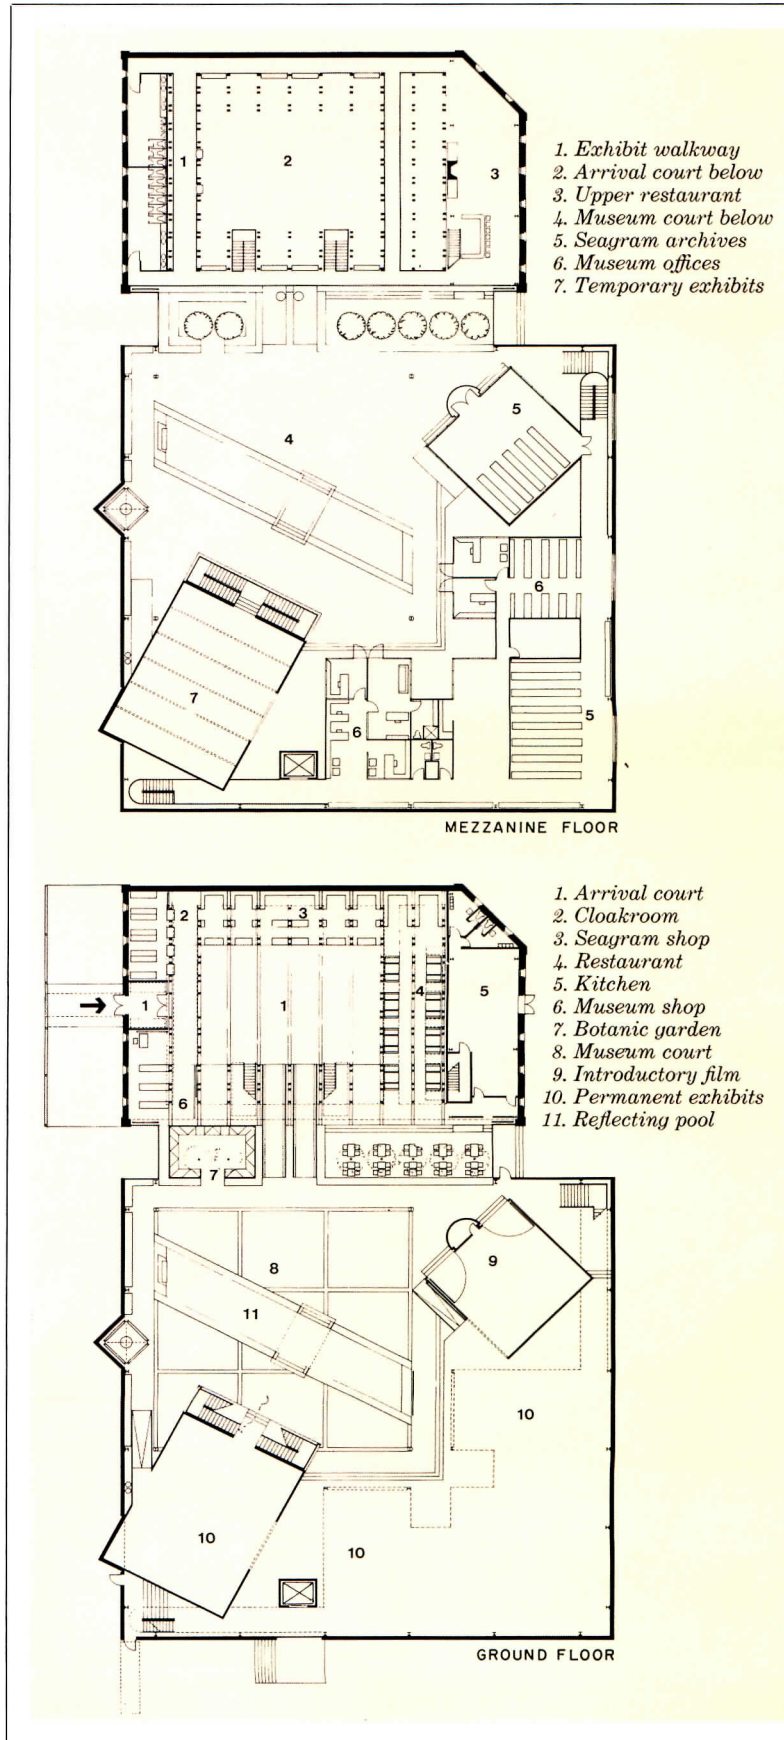 1. Exhibit walkway
2. Arrival court below
3. Upper restaurant
4. Museum court below
5. Seagram archives
6. Museum offices
7. Temporary exhibits
1
2
3
4
5
5
6
6
7
MEZZANINE FLOOR
1. Arrival court
2. Cloakroom
3. Seagram shop
4. Restaurant
5. Kitchen
6. Museum shop
7. Botanic garden
8. Museum court
9. Introductory film
10. Permanent exhibits
11. Reflecting pool
2
3
1
1
4
5
6
7
8
9
11
10
10
10
GROUND FLOOR